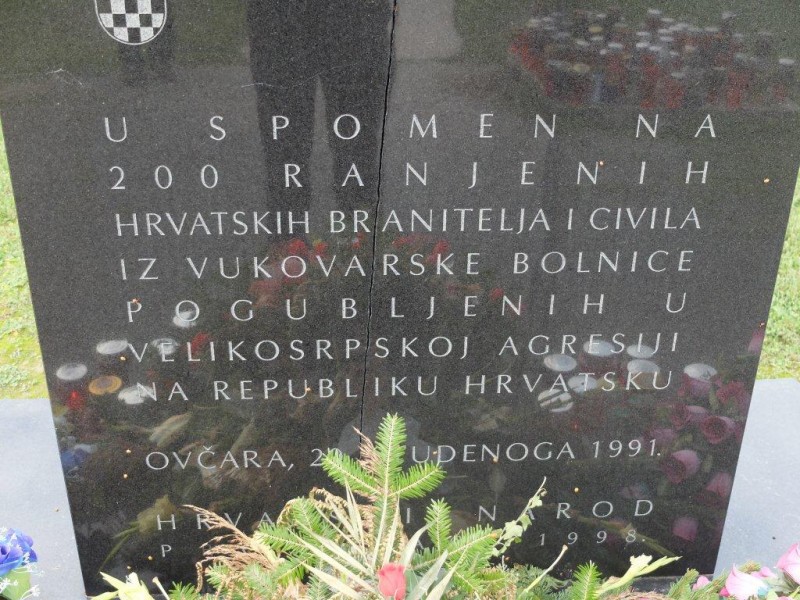 U SPOMEN NA
200 RANJENIH
HRVATSKIH BRANITELJA I CIVILA
IZ VUKOVARSKE BOLNICE
POGUBLJENIH U
VELIKOSRPSKOJ AGRESIJI
NA REPUBLIKU HRVATSKU
OVČARA, 1991.
NAROD
1998